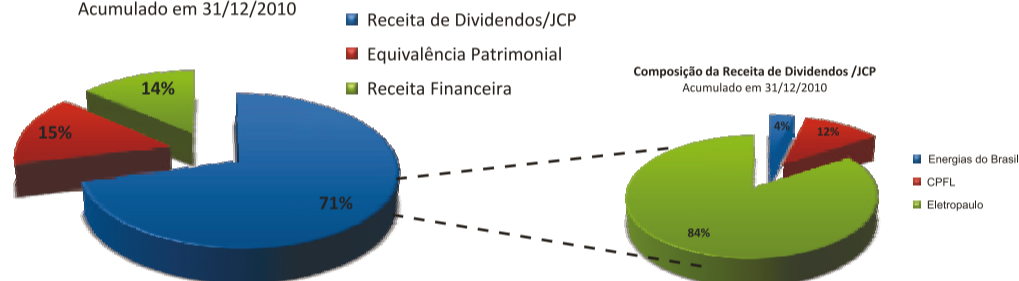 Acumulado em 31/12/2010
Receita de Dividendos/JCP
Equivalência Patrimonial
Receita Financeira
14%
15%
71%
Composição da Receita de Dividendos /JCP
Acumulado em 31/12/2010
4%
12%
84%
Energias do Brasil
CPFL
Eletropaulo